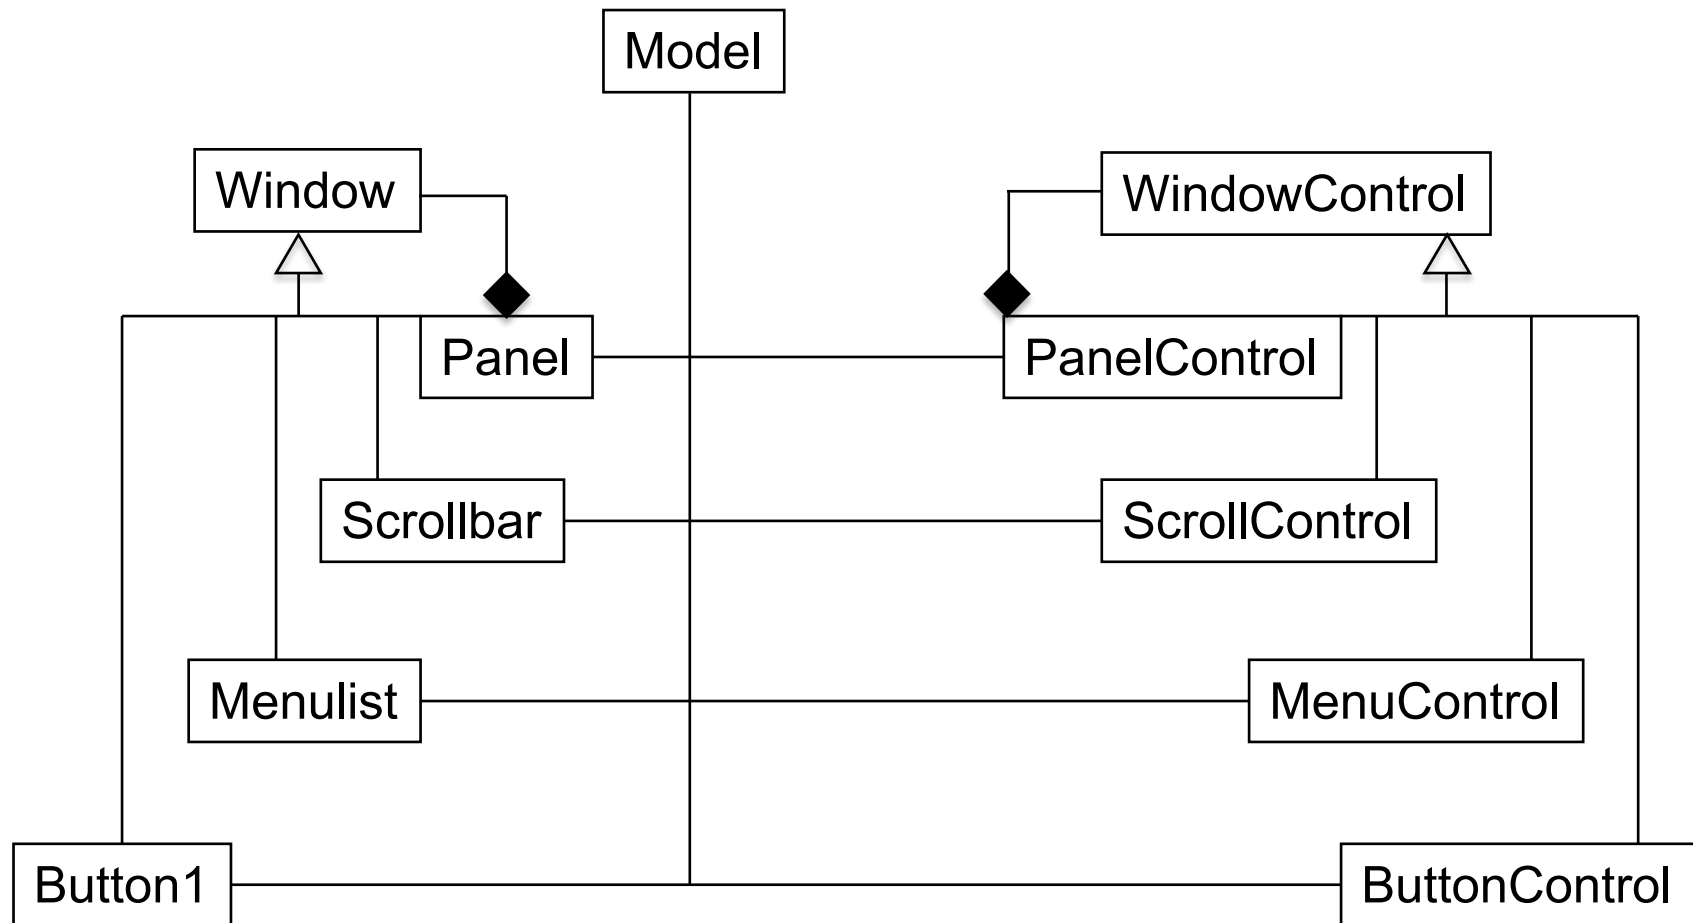 Model
Window
WindowControl
Panel
PanelControl
Scrollbar
ScrollControl
Menulist
MenuControl
Button1
ButtonControl